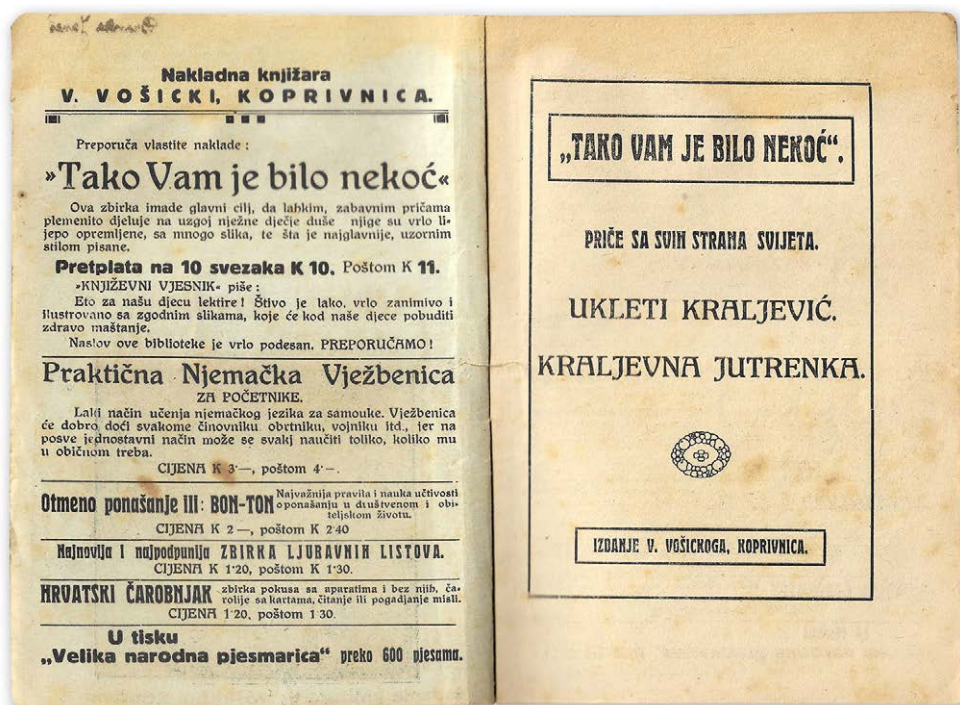 Nakladna knjižara
V. VOŠICKI, KOPRIVNICA.
Preporuča vlastite naklade :
»Tako Vam je bilo nekoć«
Ova zbirka imade glavni cilj, da lahkim, zabavnim pričama
plemenito djeluje na uzgoj nježne dječje duše njige su vrlo li-
jepo opremljene, sa mnogo slika, te šta je najglavnije, uzornim
stilom pisane.
Pretplata na 10 svezaka K 10. Poštom K 11.
»KNJIŽEVNI VJESNIK« piše :
Eto za našu djecu lektire! Štivo je lako, vrlo zanimivo i
ilustrovano sa zgodnim slikama, koje će kod naše djece pobuditi
zdravo maštanje.
Naslov ove biblioteke je vrlo podesan. PREPORUČAMO!
Praktična Njemačka Vježbenica
ZA POČETNIKE.
Laki način učenja njemačkog jezika za samouke. Vježbenica
će dobro doći svakome činovniku obrtniku, vojniku itd., jer na
posve jednostavni način može se svaki naučiti toliko, koliko mu
u običnom treba.
CIJENA K 3·—, poštom 4·—.
Otmeno ponašanje ili: BON-TON Najvažnija pravila i nauka učtivosti
o ponašanju u društvenom i obi-
teljskom životu.
CIJENA K 2—, poštom K 2·40
Najnovija i najpodpunija ZBIRKA LJUBAVNIH LISTOVA.
CIJENA K 1·20, poštom K 1·30.
HRVATSKI ČAROBNJAK zbirka pokusa sa aparatima i bez njih, ča-
rolije sa kartama, čitanje ili pogadjanje misli.
CIJENA 1·20, poštom 1·30.
U tisku
„Velika narodna pjesmarica“ preko 600 pjesama.
„TAKO VAM JE BILO NEKOĆ“.
PRIČE SA SVIH STRANA SVIJETA.
UKLETI KRALJEVIĆ.
KRALJEVNA JUTRENKA.
IZDANJE V. VOŠICKOGA, KOPRIVNICA.